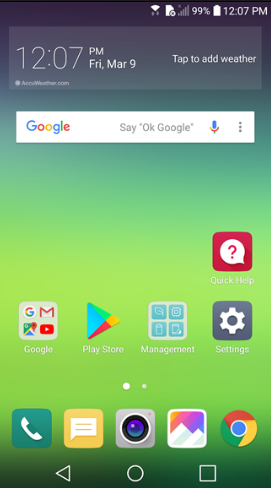 99% 12:07 PM
12:07 PM
Fri, Mar 9
Tap to add weather
AccuWeather.com
Google Say "Ok Google"
Quick Help
Google Play Store Management Settings